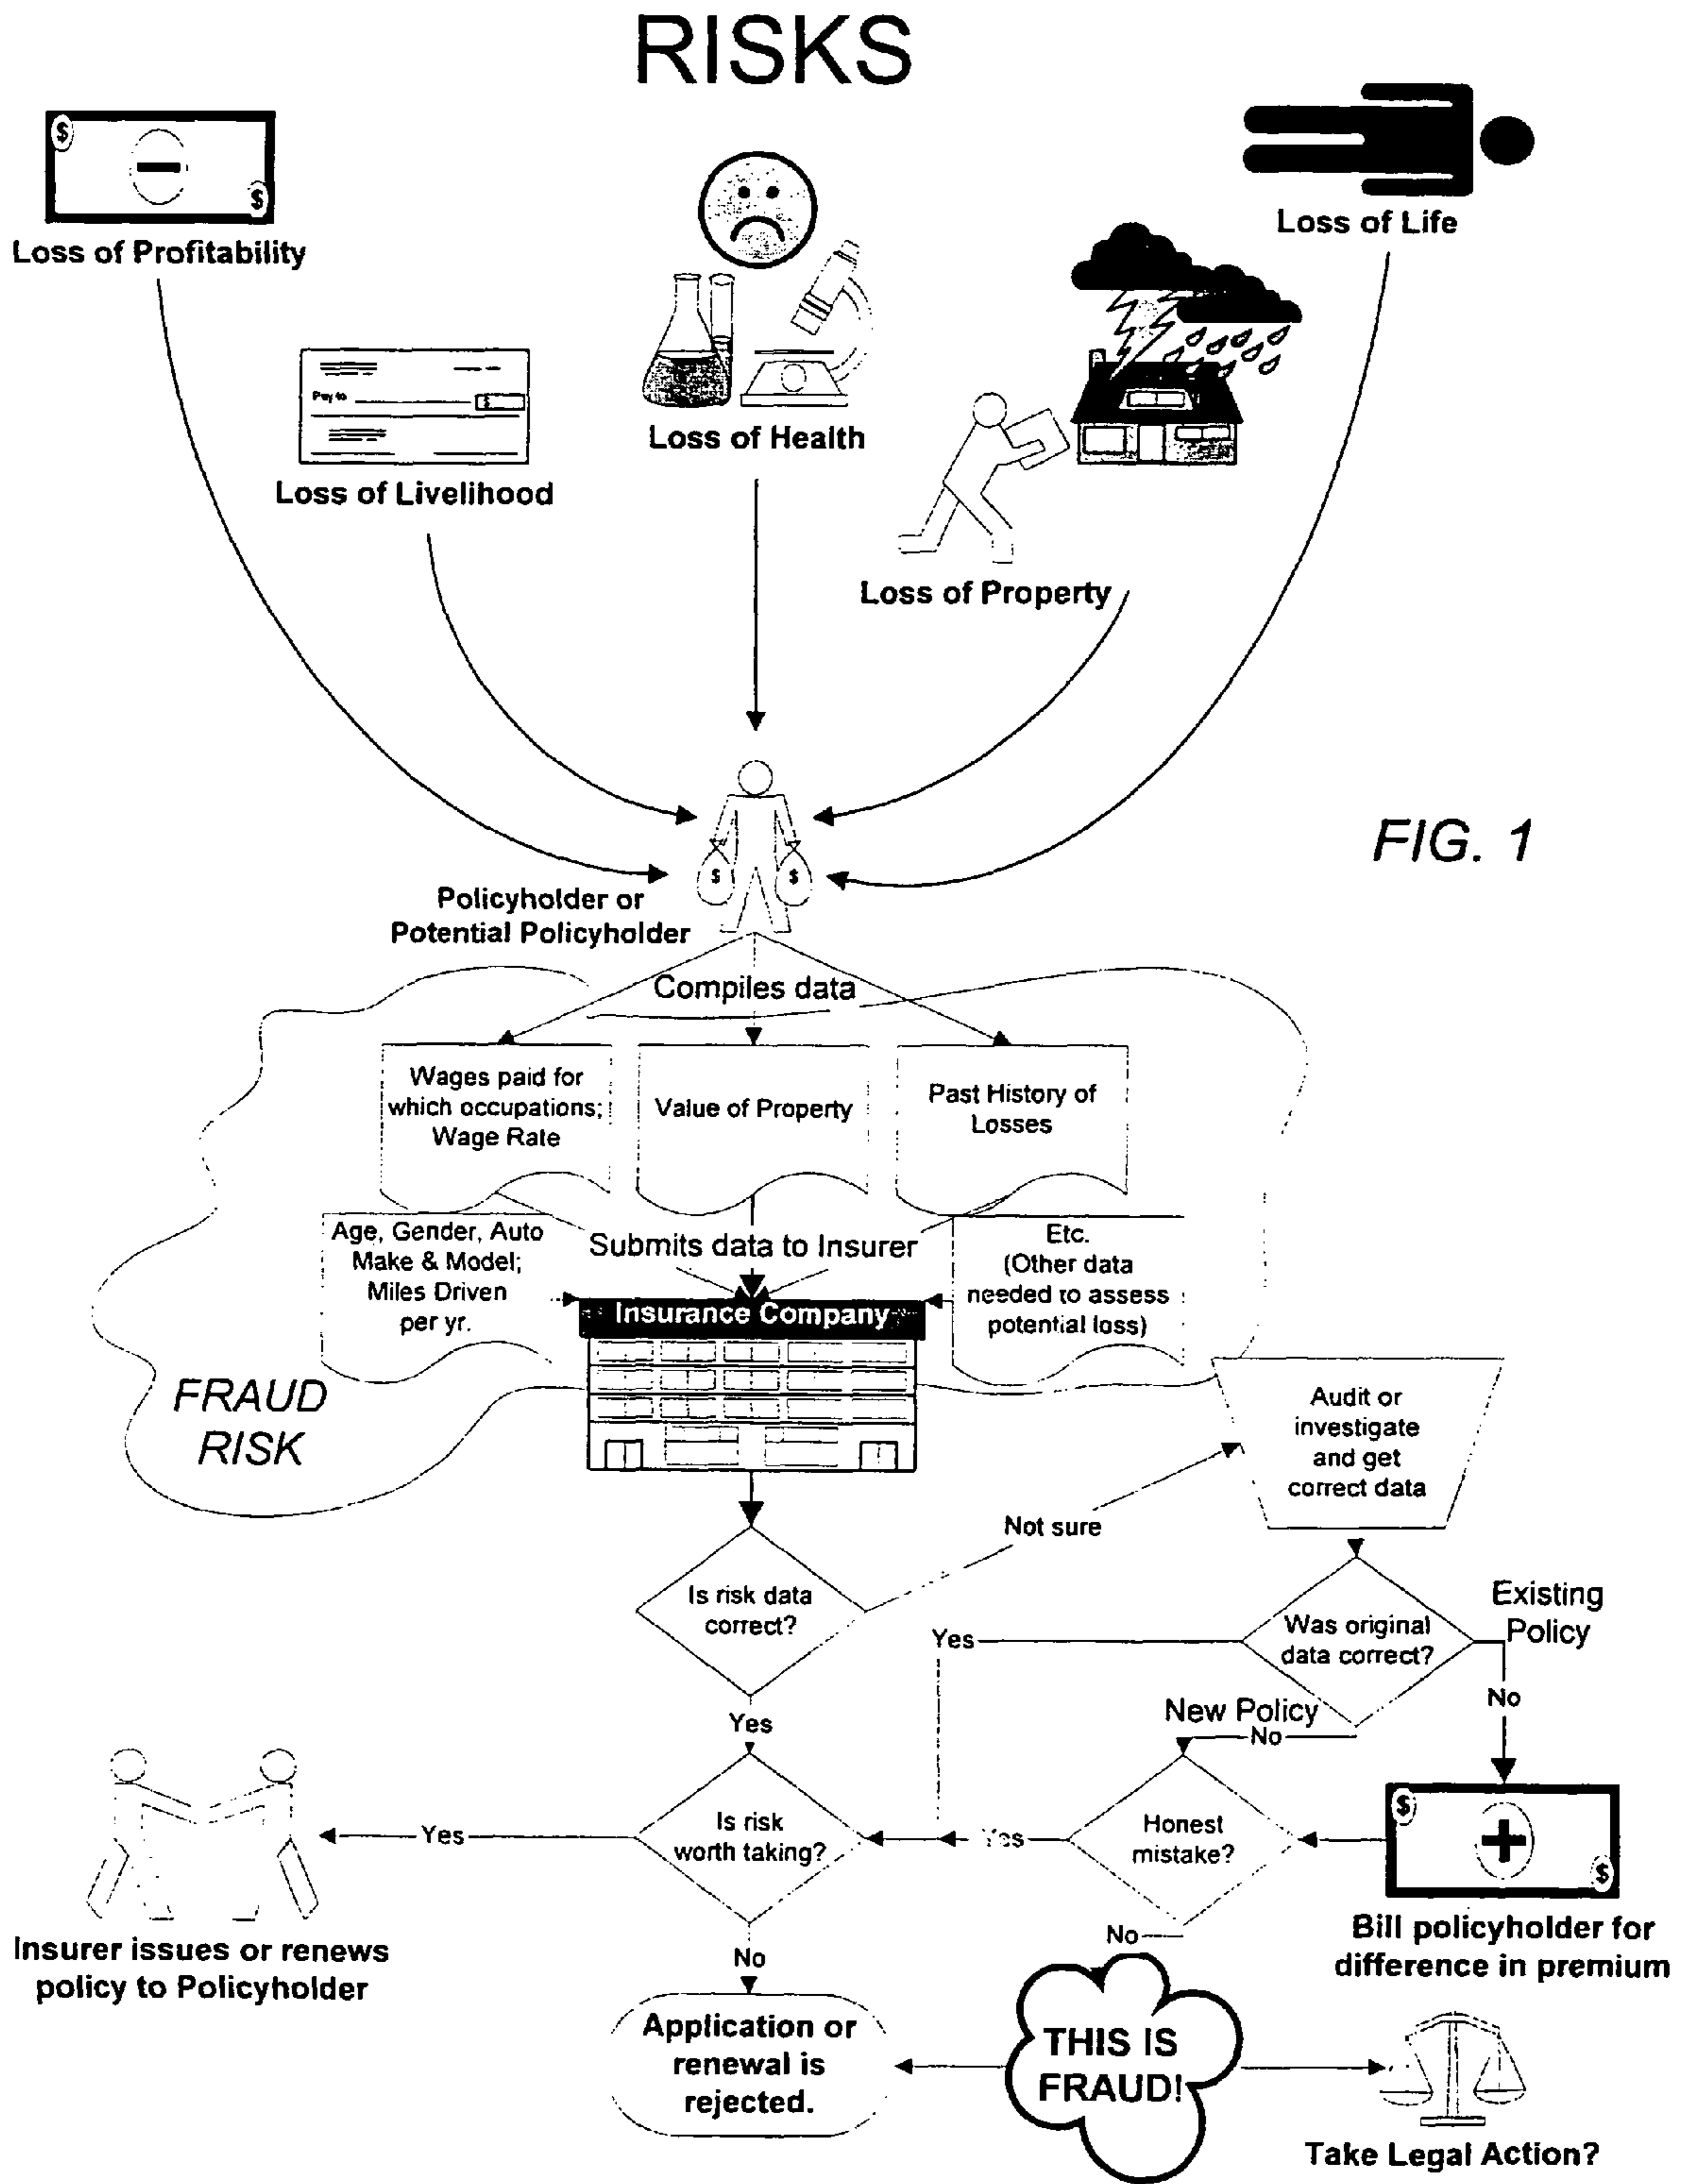 RISKS
$
$
Loss of Profitability
Loss of Life
Pay to
$
Loss of Livelihood
Loss of Health
Loss of Property
$ $
FIG. 1
Policyholder or
Potential Policyholder
Compiles data
Wages paid for
which occupations;
Wage Rate
Value of Property
Past History of
Losses
Age, Gender, Auto
Make & Model;
Miles Driven
per yr.
Submits data to Insurer
Etc.
(Other data
needed to assess
potential loss)
Insurance Company
FRAUD
RISK
Audit or
investigate
and get
correct data
Not sure
Is risk data
correct?
Existing
Policy
Yes
Was original
data correct?
No
Yes
New Policy
No
Is risk
worth taking?
Yes
Yes
Honest
mistake?
$
$
No
No
Insurer issues or renews
policy to Policyholder
Bill policyholder for
difference in premium
Application or
renewal is
rejected.
THIS IS
FRAUD!
Take Legal Action?